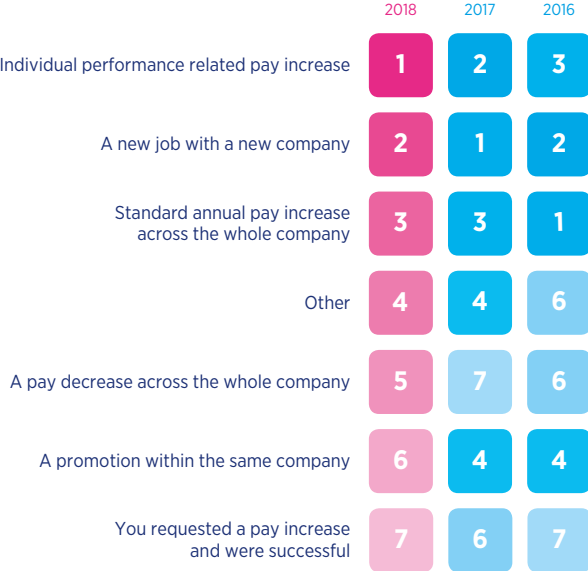 2018 2017 2016
Individual performance related pay increase 1 2 3
A new job with a new company 2 1 2
Standard annual pay increase
across the whole company 3 3 1
Other 4 4 6
A pay decrease across the whole company 5 7 6
A promotion within the same company 6 4 4
You requested a pay increase
and were successful 7 6 7